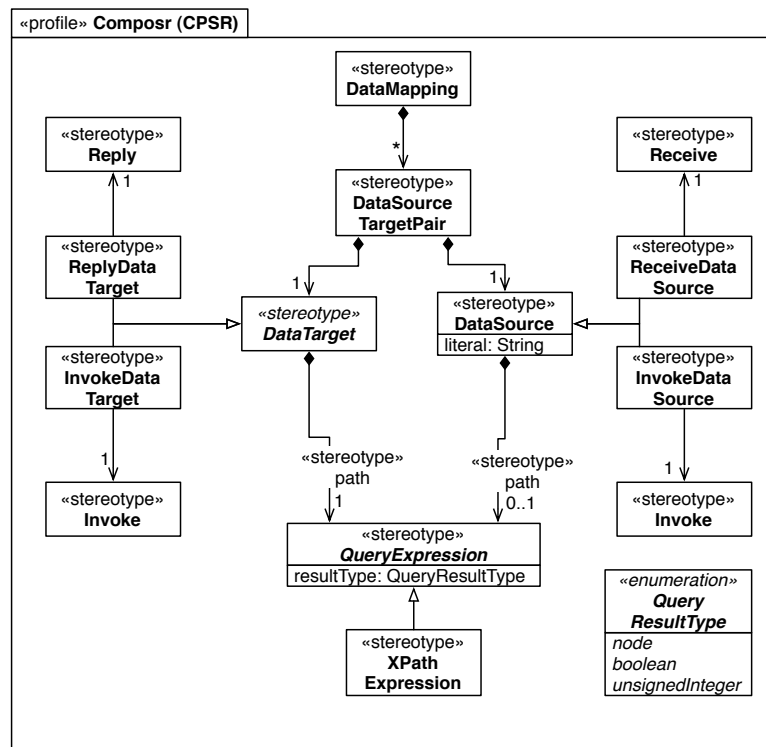 «profile» Composr (CPSR)
«stereotype»
DataMapping
*
«stereotype»
Reply
1
«stereotype»
DataSource
TargetPair
1
1
«stereotype»
Receive
1
«stereotype»
ReplyData
Target
«stereotype»
ReceiveData
Source
«stereotype»
DataTarget
«stereotype»
DataSource
literal: String
«stereotype»
InvokeData
Target
1
«stereotype»
InvokeData
Source
1
«stereotype»
path
1
«stereotype»
path
0..1
«stereotype»
Invoke
«stereotype»
Invoke
«stereotype»
QueryExpression
resultType: QueryResultType
«stereotype»
XPath
Expression
«enumeration»
Query
ResultType
node
boolean
unsignedInteger